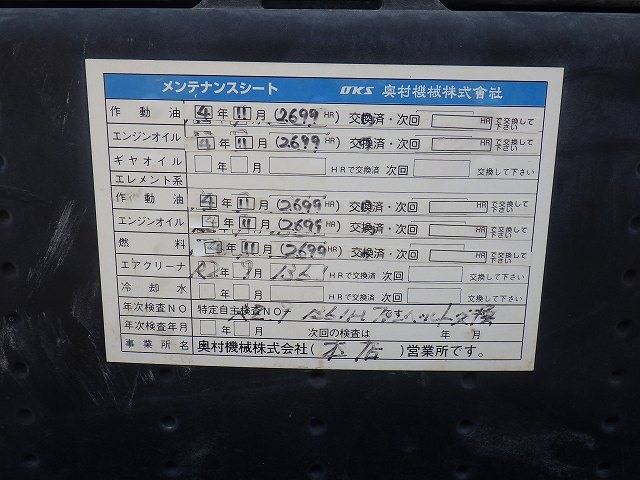 メンテナンスシート OKS 奥村機械株式會社
作動油 4年11月(2699HR)交換済・次回 HRで交換して下さい
エンジンオイル 4年11月(2699HR)交換済・次回 HRで交換して下さい
ギヤオイル 年 月 HRで交換済 次回 交換して下さい
エレメント系
作動油 4年11月(2699HR)交換済・次回 HRで交換して下さい
エンジンオイル 4年11月(2699HR)交換済・次回 HRで交換して下さい
燃料 4年11月(2699HR)交換済・次回 HRで交換して下さい
エアクリーナ R2年9月 HRで交換済 次回 交換して下さい
冷却水 年 月 HRで交換済 次回 交換して下さい
年次検査NO 特定自主検査NO です
年次検査年月 年 月 次回の検査は 年 月
事業所名 奥村機械株式会社(本店)営業所です。